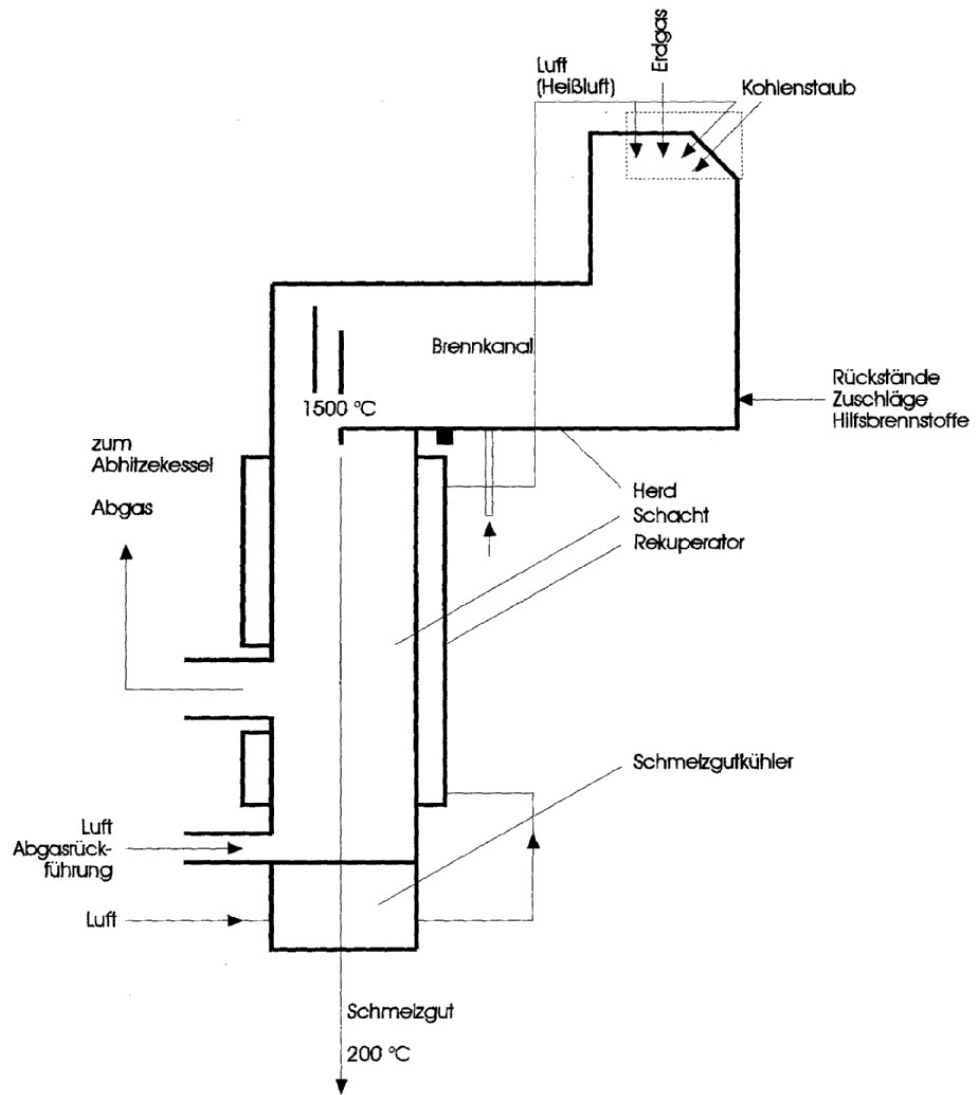 Erdgas
Luft
(Heißluft)
Kohlenstaub
Brennkanal
1500 °C
Rückstände
Zuschläge
Hilfsbrennstoffe
zum
Abhitzekessel
Abgas
Herd
Schacht
Rekuperator
Schmelzgutkühler
Luft
Abgasrück-
führung
Luft
Schmelzgut
200 °C